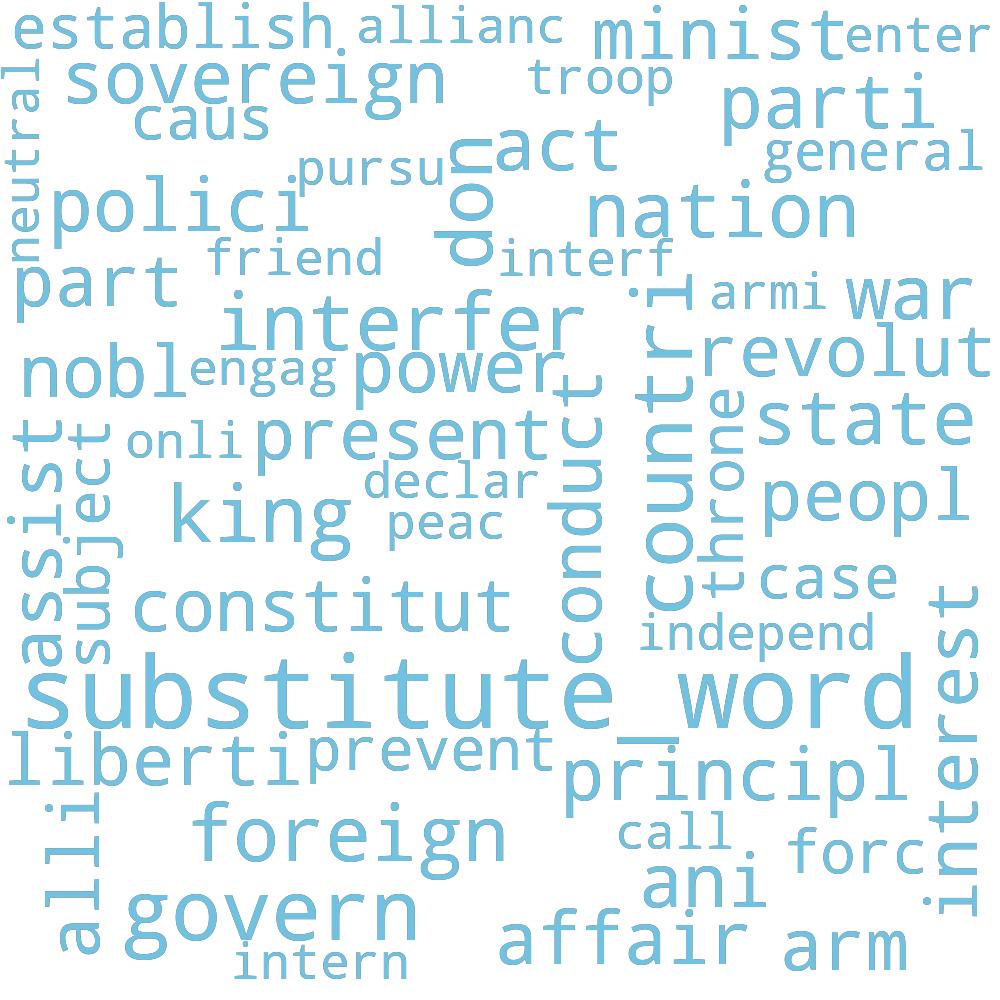 establish
allianc
minist
enter
sovereign
troop
neutral
caus
parti
general
act
don
pursu
polici
nation
friend
interf
part
armi
war
interfer
countri
revolut
nobl
engag
power
conduct
throne
state
assist
subject
onli
present
declar
peopl
king
peac
case
constitut
independ
interest
substitute_word
liberti
prevent
principl
alli
foreign
call
forc
ani
govern
affair
arm
intern